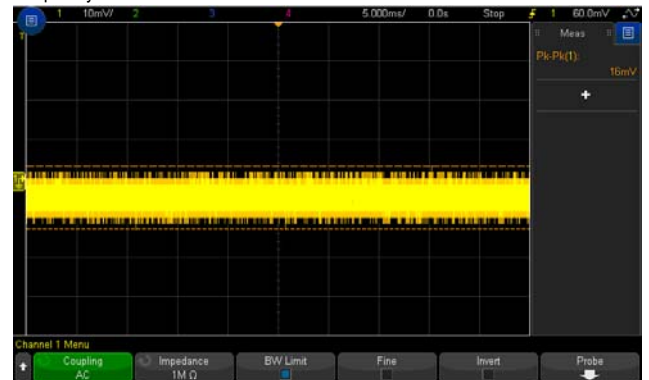 1 10mV/ 2 3 4 5.000ms/ 0.0s Stop 1 60.0mV
T
Meas
Pk-Pk(1):
16mV
Channel 1 Menu
Coupling Impedance BW Limit Fine Invert Probe
AC 1M Ω